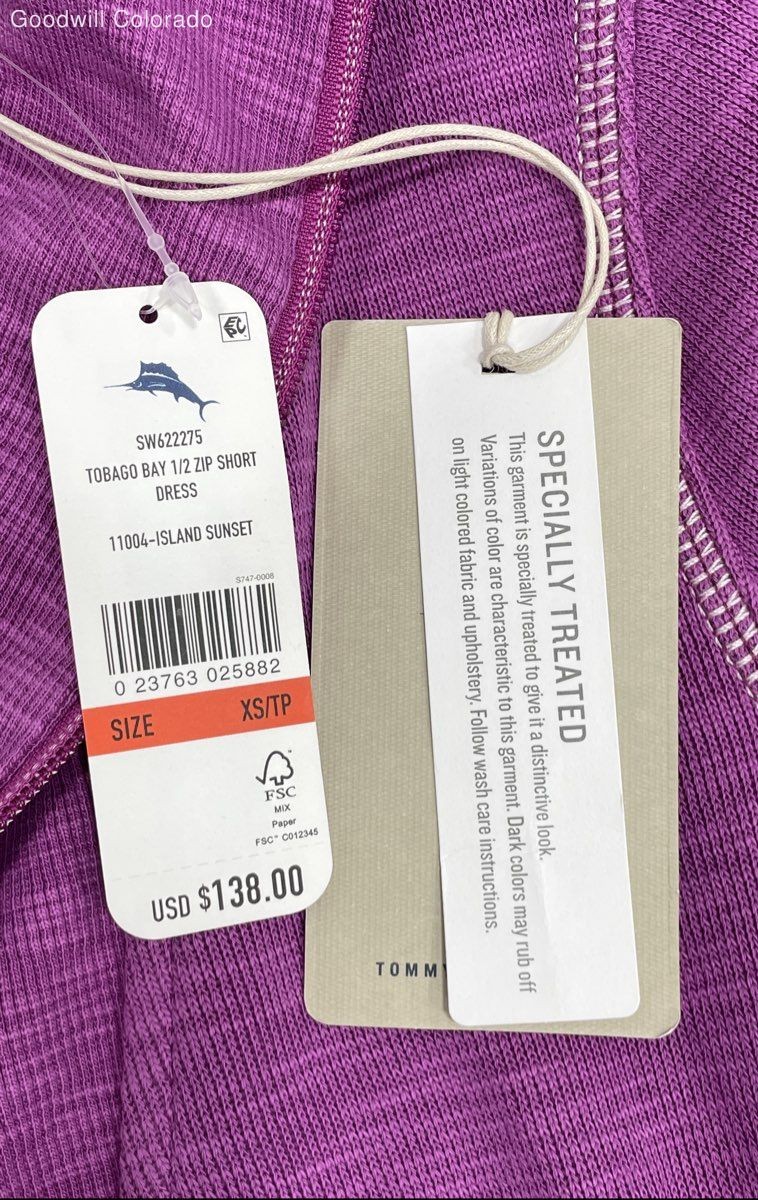 Goodwill Colorado
SW622275
TOBAGO BAY 1/2 ZIP SHORT
DRESS
11004-ISLAND SUNSET
S747-0008
0 23763 025882
SIZE XS/TP
FSC™
MIX
Paper
FSC™ C012345
USD $138.00
SPECIALLY TREATED
This garment is specially treated to give it a distinctive look.
Variations of color are characteristic to this garment. Dark colors may rub off
on light colored fabric and upholstery. Follow wash care instructions.
TOMMY